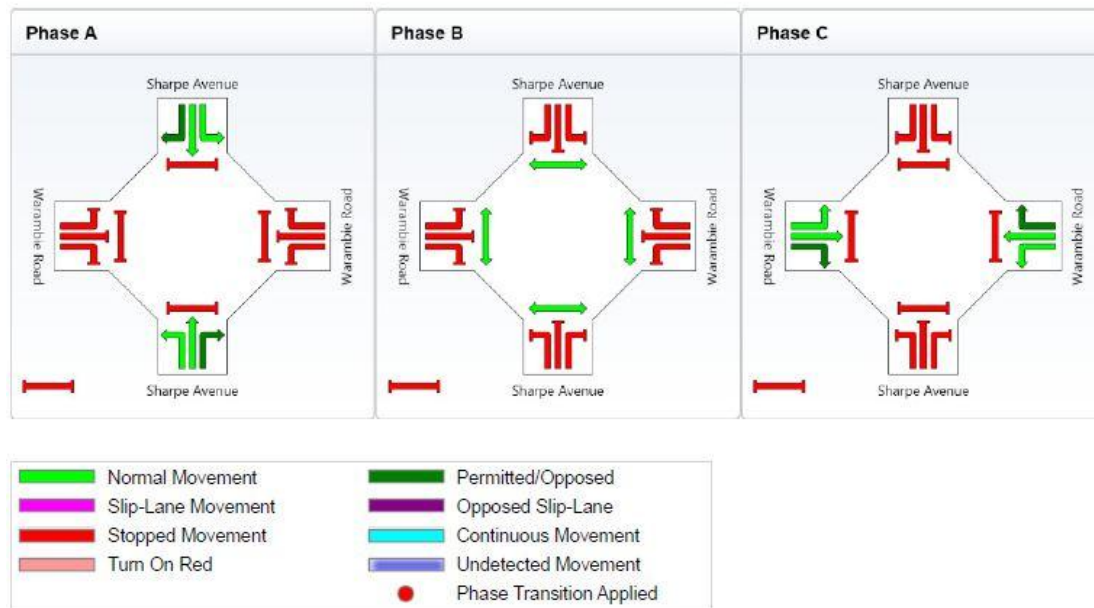 Phase A
Phase B
Phase C
Sharpe Avenue
Warambie Road
Warambie Road
Sharpe Avenue
Sharpe Avenue
Warambie Road
Warambie Road
Sharpe Avenue
Sharpe Avenue
Warambie Road
Warambie Road
Sharpe Avenue
Normal Movement
Permitted/Opposed
Slip-Lane Movement
Opposed Slip-Lane
Stopped Movement
Continuous Movement
Turn On Red
Undetected Movement
Phase Transition Applied